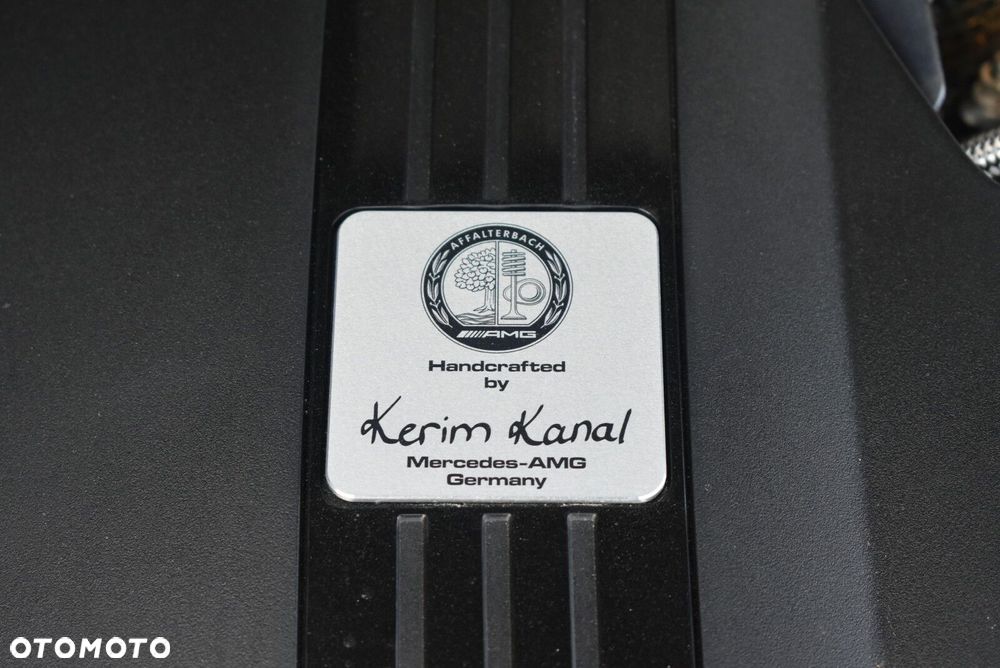 AFFALTERBACH
AMG
Handcrafted
by
Kerim Kanal
Mercedes-AMG
Germany
OTOMOTO